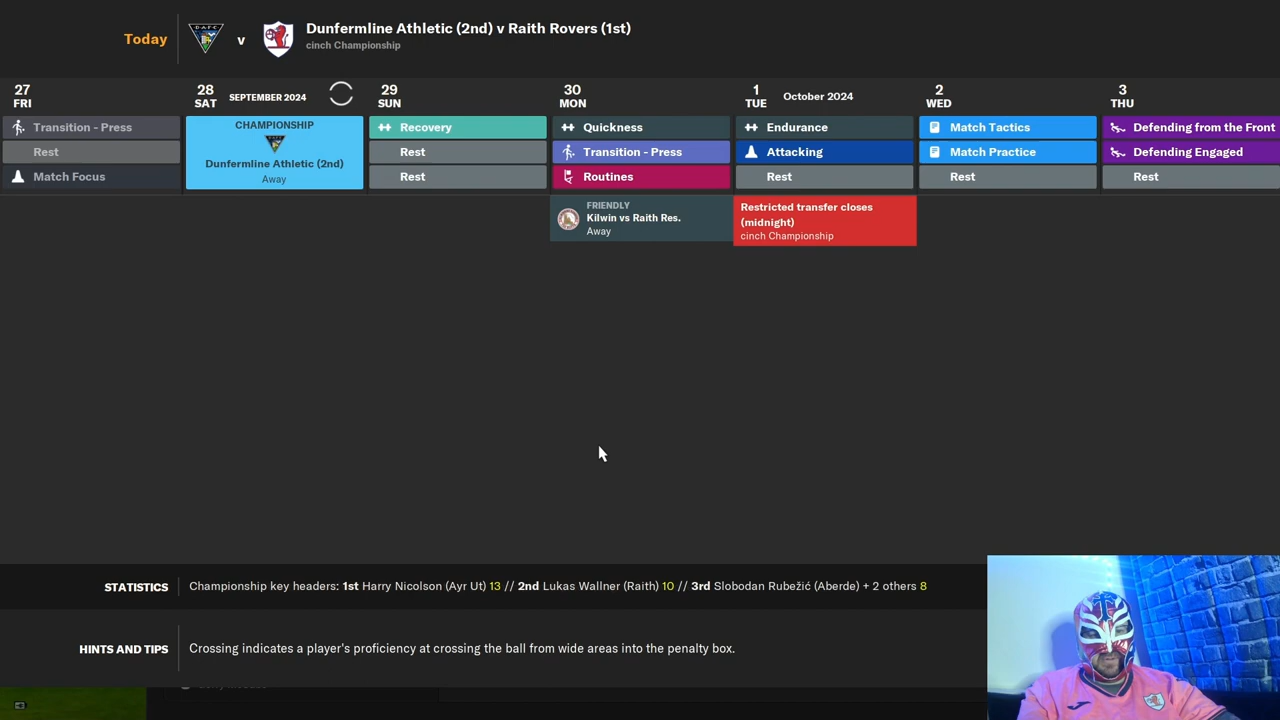 Today
DAFC
v
Dunfermline Athletic (2nd) v Raith Rovers (1st)
cinch Championship
27
FRI
28
SAT
SEPTEMBER 2024
29
SUN
30
MON
1
TUE
October 2024
2
WED
3
THU
Transition - Press
Rest
Match Focus
CHAMPIONSHIP
Dunfermline Athletic (2nd)
Away
Recovery
Rest
Rest
Quickness
Transition - Press
Routines
Endurance
Attacking
Rest
Match Tactics
Match Practice
Rest
Defending from the Front
Defending Engaged
Rest
FRIENDLY
Kilwin vs Raith Res.
Away
Restricted transfer closes
(midnight)
cinch Championship
STATISTICS
Championship key headers: 1st Harry Nicolson (Ayr Ut) 13 // 2nd Lukas Wallner (Raith) 10 // 3rd Slobodan Rubežić (Aberde) + 2 others 8
HINTS AND TIPS
Crossing indicates a player's proficiency at crossing the ball from wide areas into the penalty box.